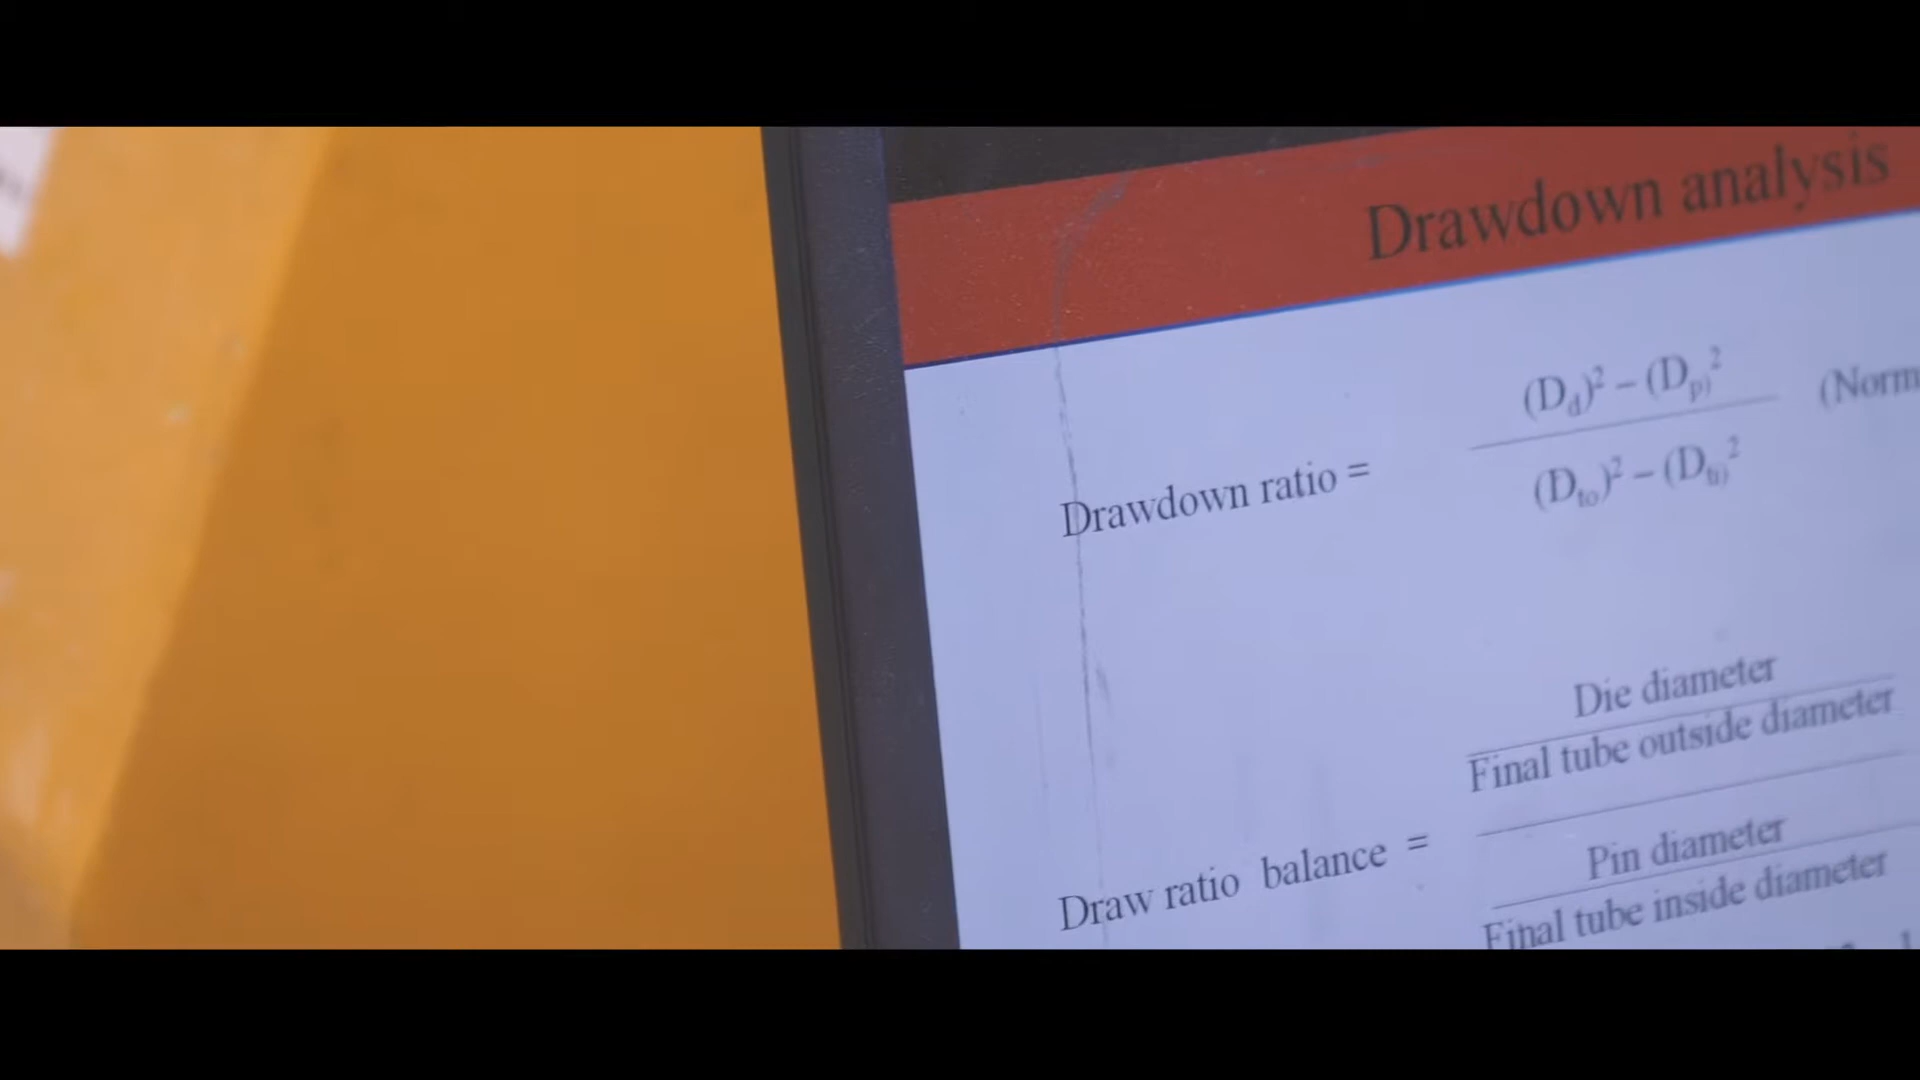 Drawdown analysis
Drawdown ratio = (D_d)² – (D_p)² / (D_to)² – (D_ti)² (Norm
Die diameter
Final tube outside diameter
Draw ratio balance =
Pin diameter
Final tube inside diameter